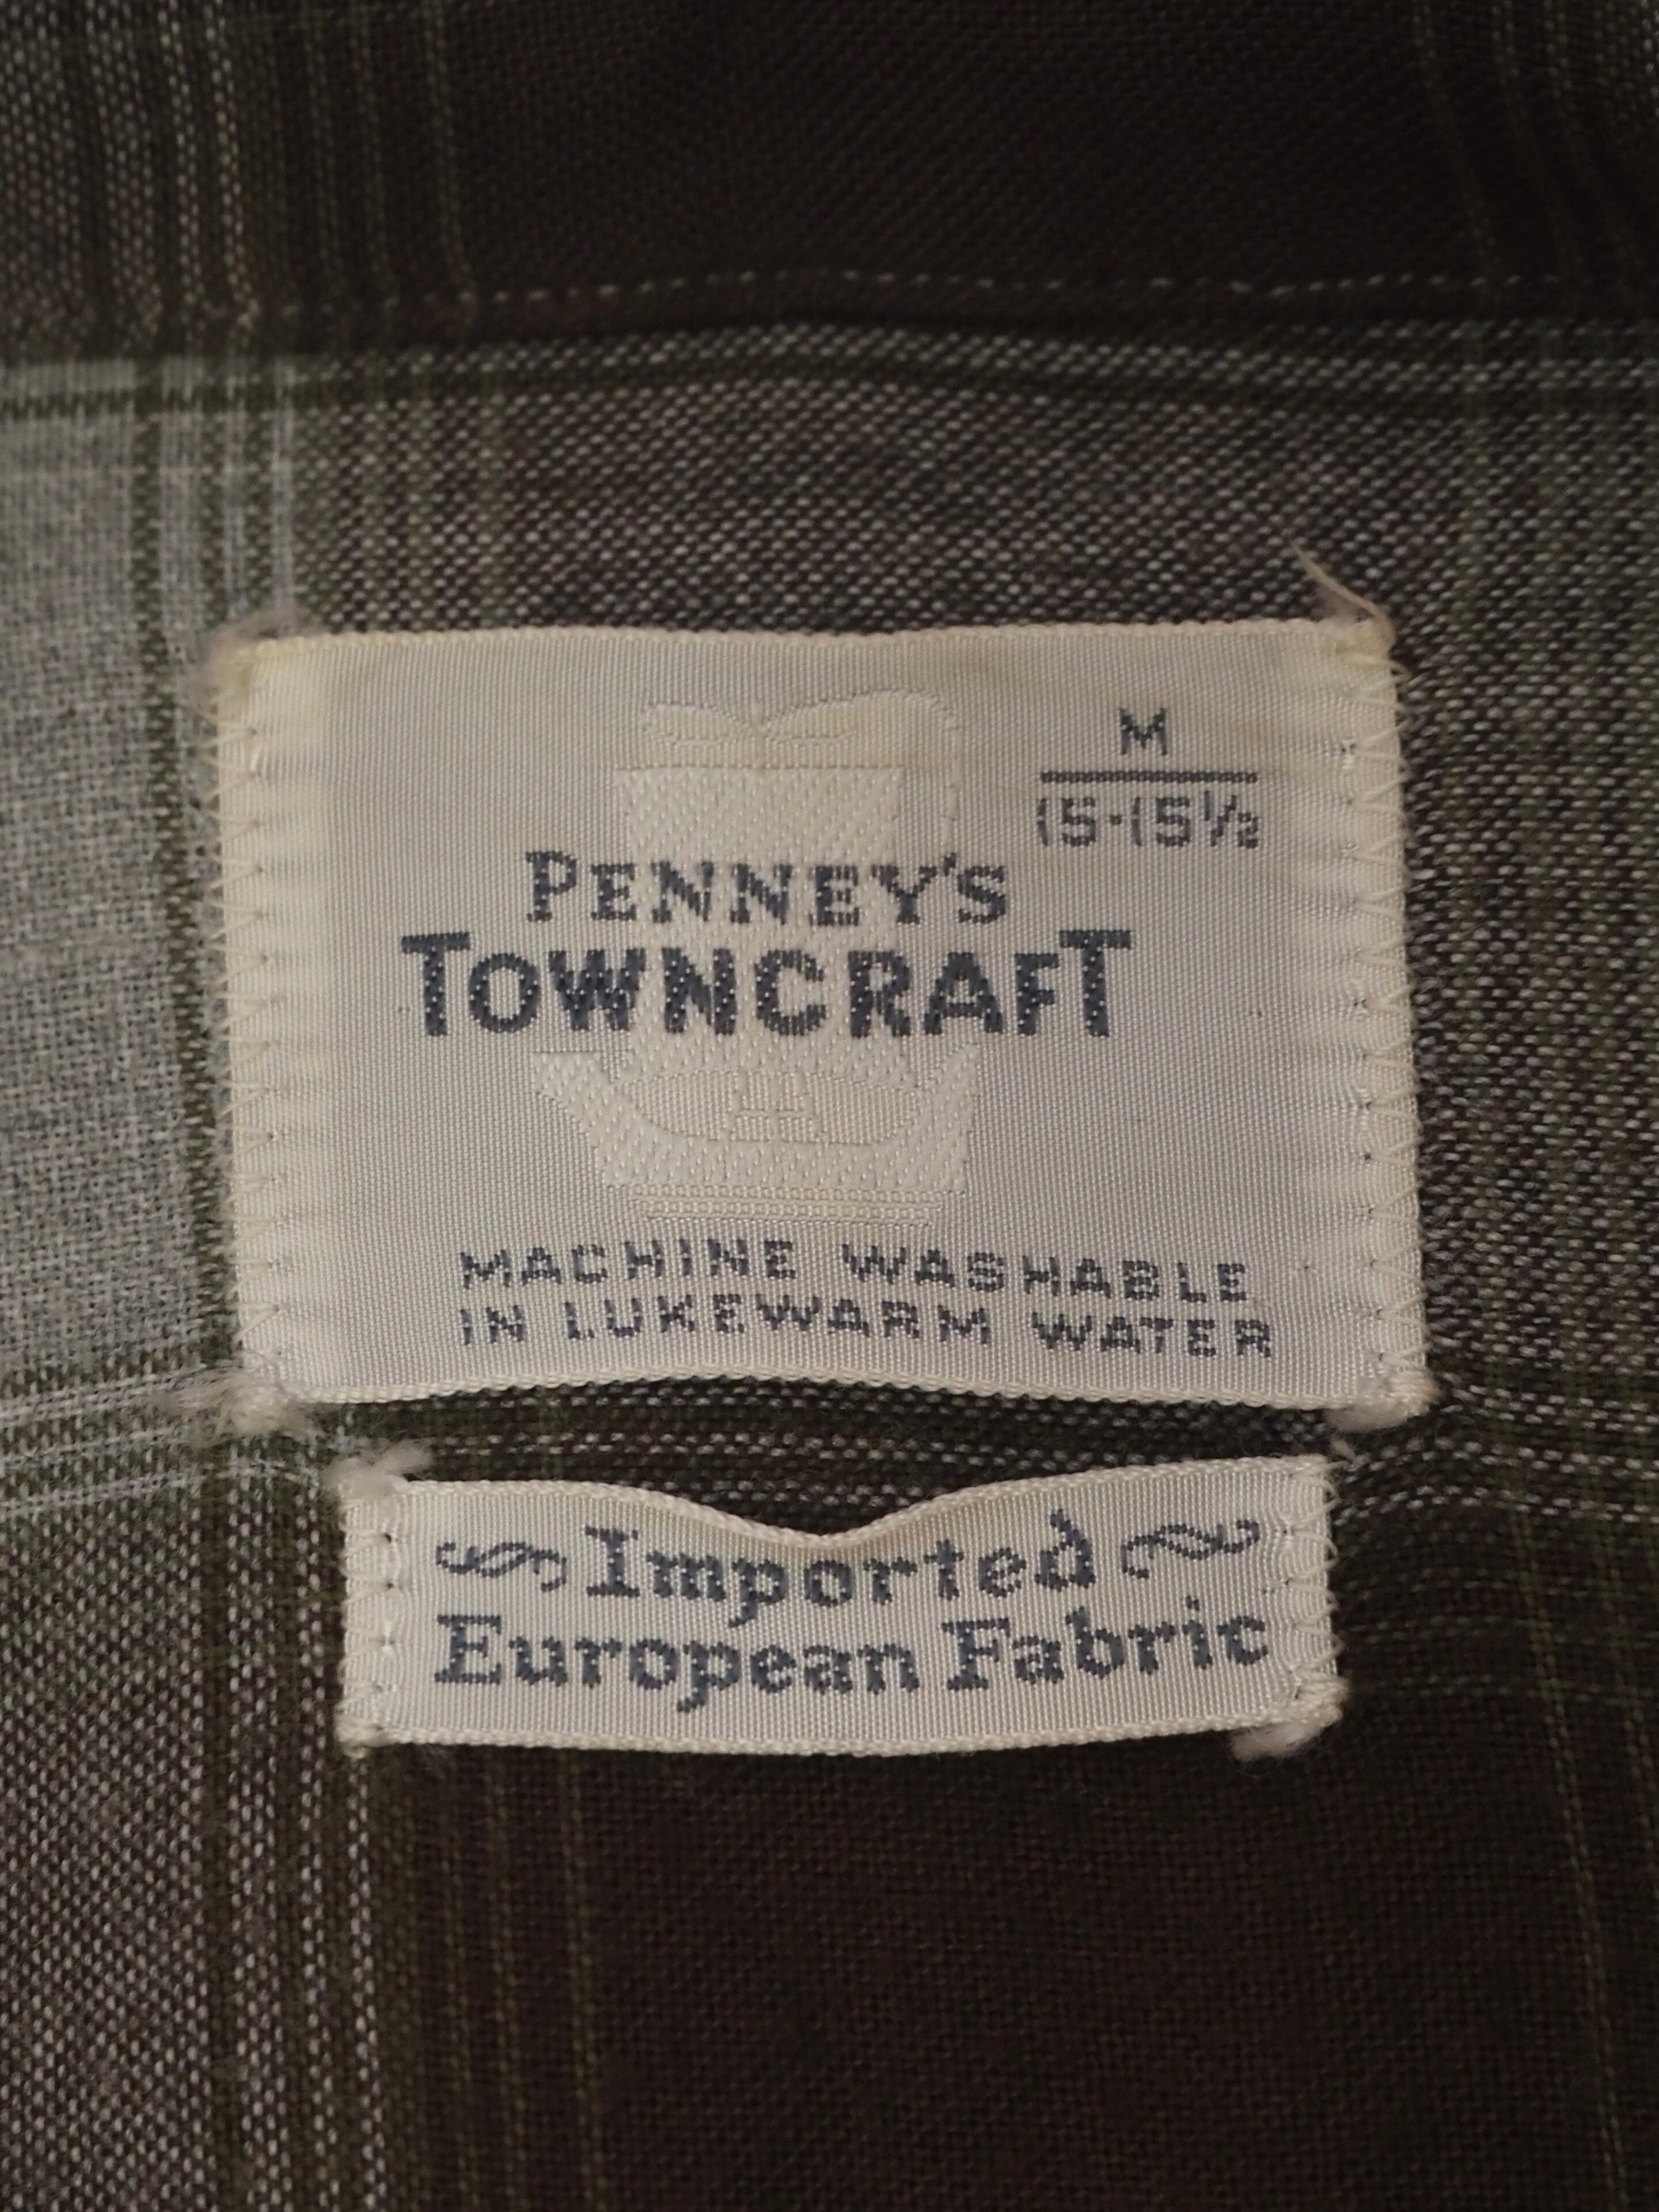 M
15·15½
PENNEY'S
TOWNCRAFT
MACHINE WASHABLE
IN LUKEWARM WATER
Imported
European Fabric